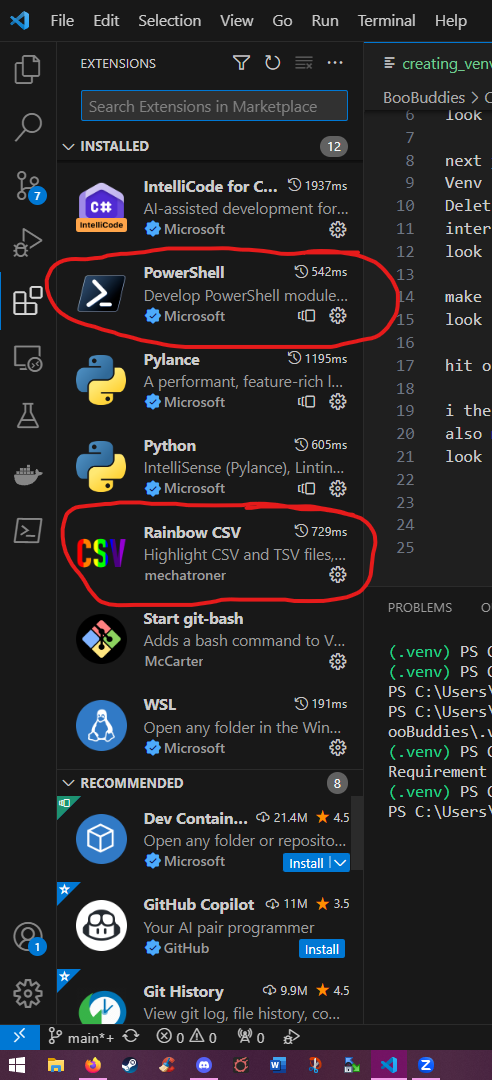 File Edit Selection View Go Run Terminal Help
EXTENSIONS
Search Extensions in Marketplace
INSTALLED 12
IntelliCode for C... 1937ms
AI-assisted development for...
Microsoft
C#
IntelliCode
PowerShell 542ms
Develop PowerShell module...
Microsoft
Pylance 1195ms
A performant, feature-rich l...
Microsoft
Python 605ms
IntelliSense (Pylance), Lintin...
Microsoft
CSV
Rainbow CSV 729ms
Highlight CSV and TSV files,...
mechatroner
Start git-bash
Adds a bash command to V...
McCarter
WSL 191ms
Open any folder in the Win...
Microsoft
RECOMMENDED 8
Dev Contain... 21.4M 4.5
Open any folder or reposito...
Microsoft Install
GitHub Copilot 11M 3.5
Your AI pair programmer
GitHub Install
Git History 9.9M 4.5
View git log, file history, co...
7
1
main*+ 0 0 0
creating_venv
BooBuddies >
6 look
7
8 next
9 Venv
10 Delet
11 inter
12 look
13
14 make
15 look
16
17 hit o
18
19 i the
20 also
21 look
22
23
24
25
PROBLEMS
(.venv) PS C
(.venv) PS C
PS C:\Users\
PS C:\Users\
ooBuddies\.v
(.venv) PS C
Requirement
(.venv) PS C
PS C:\Users\